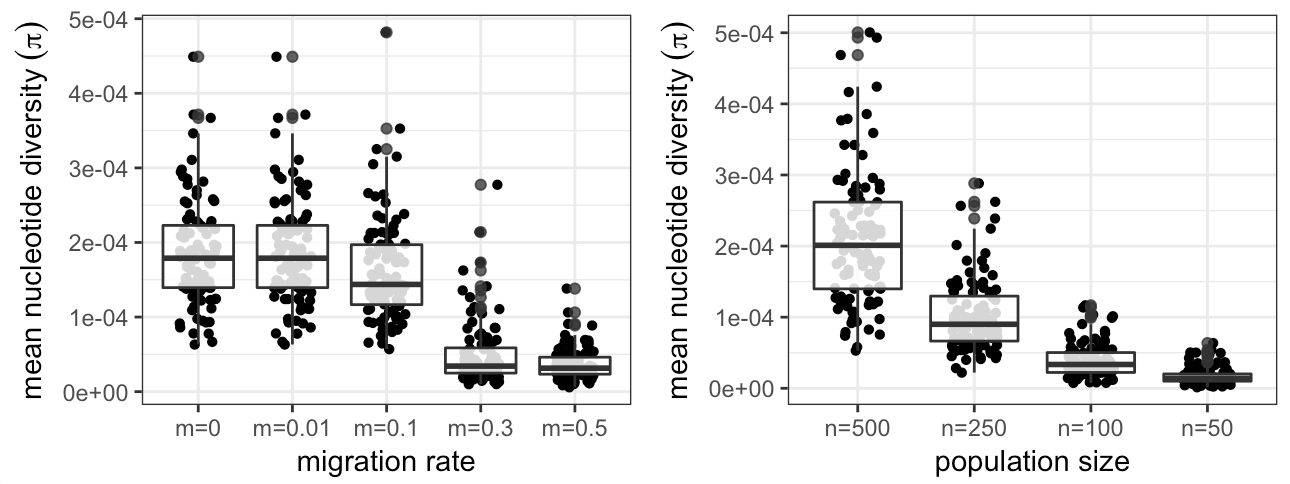 mean nucleotide diversity (π)
5e-04
4e-04
3e-04
2e-04
1e-04
0e+00
m=0 m=0.01 m=0.1 m=0.3 m=0.5
migration rate
mean nucleotide diversity (π)
5e-04
4e-04
3e-04
2e-04
1e-04
0e+00
n=500 n=250 n=100 n=50
population size